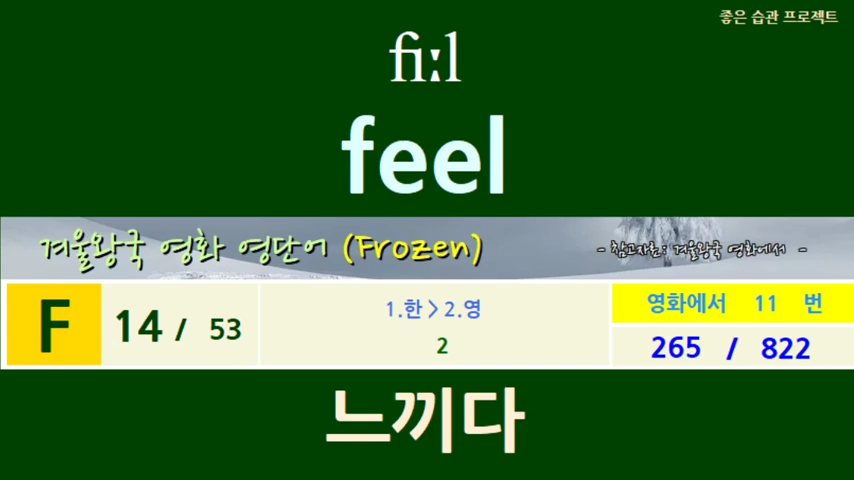 좋은 습관 프로젝트
fi:l
feel
겨울왕국 영화 영단어 (Frozen)
- 참고자료: 겨울왕국 영화에서 -
F
14 / 53
1.한 > 2.영
2
영화에서 11 번
265 / 822
느끼다